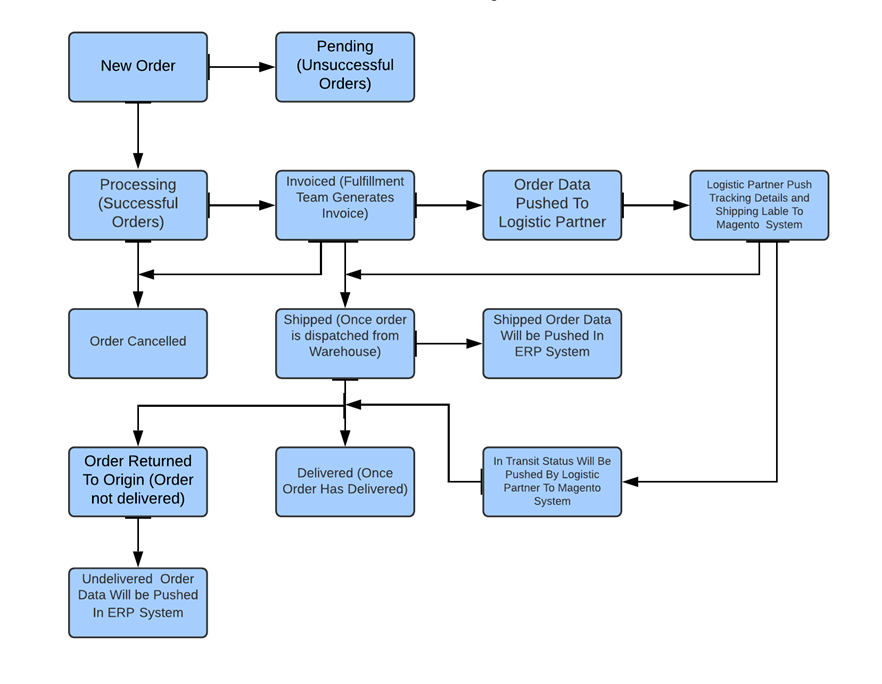 New Order
Pending
(Unsuccessful
Orders)
Processing
(Successful
Orders)
Invoiced (Fulfillment
Team Generates
Invoice)
Order Data
Pushed To
Logistic Partner
Logistic Partner Push
Tracking Details and
Shipping Lable To
Magento System
Order Cancelled
Shipped (Once order
is dispatched from
Warehouse)
Shipped Order Data
Will be Pushed In
ERP System
Order Returned
To Origin (Order
not delivered)
Delivered (Once
Order Has Delivered)
In Transit Status Will Be
Pushed By Logistic
Partner To Magento
System
Undelivered Order
Data Will be Pushed
In ERP System